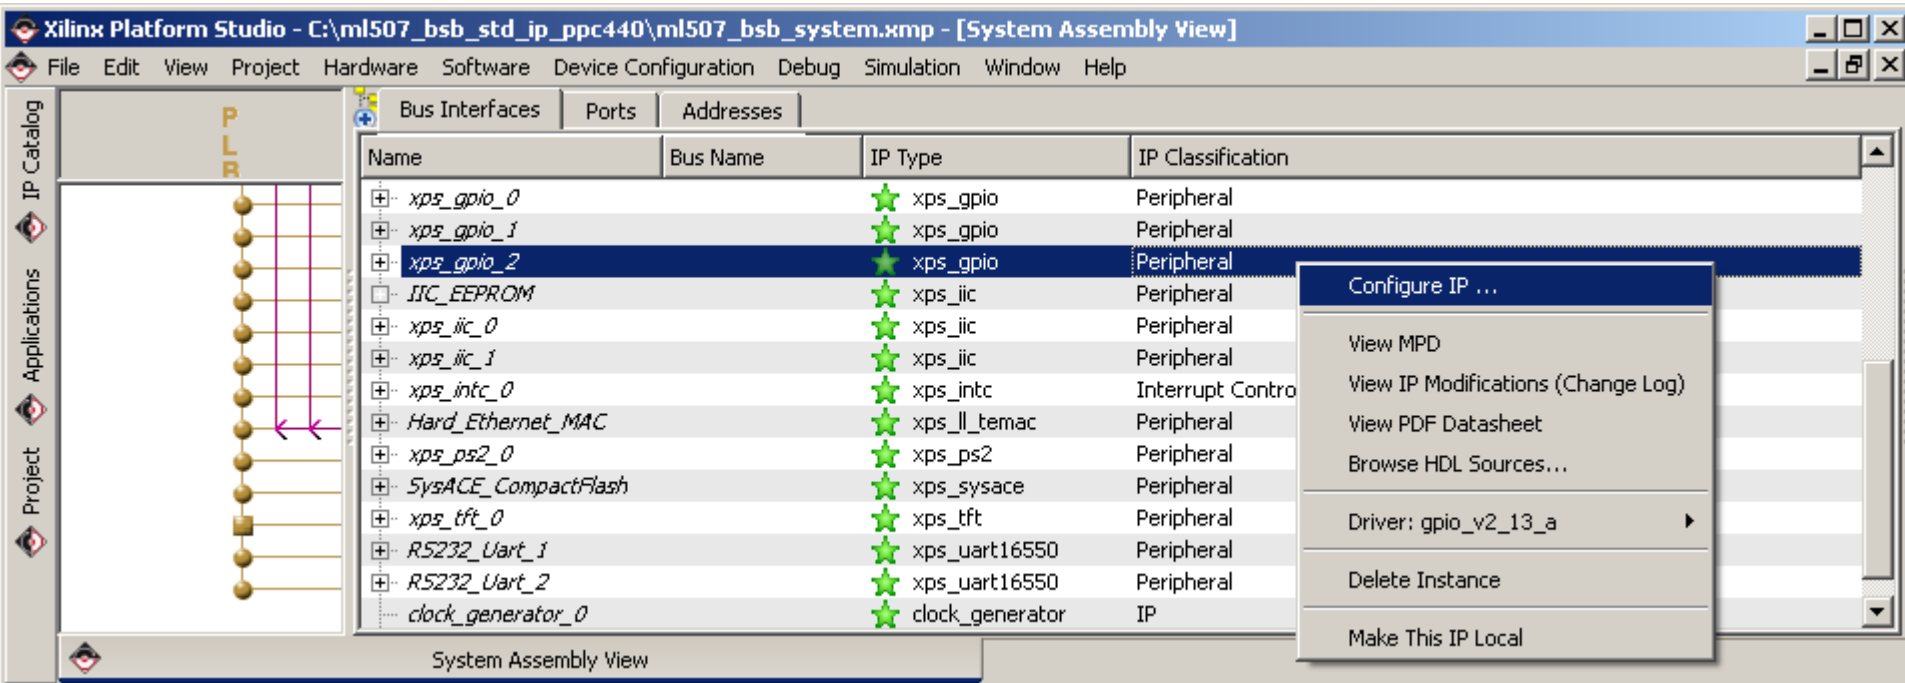 Xilinx Platform Studio - C:\ml507_bsb_std_ip_ppc440\ml507_bsb_system.xmp - [System Assembly View]
File Edit View Project Hardware Software Device Configuration Debug Simulation Window Help
IP Catalog
Applications
Project
P
L
B
Bus Interfaces Ports Addresses
Name Bus Name IP Type IP Classification
xps_gpio_0 xps_gpio Peripheral
xps_gpio_1 xps_gpio Peripheral
xps_gpio_2 xps_gpio Peripheral
IIC_EEPROM xps_iic Peripheral
xps_iic_0 xps_iic Peripheral
xps_iic_1 xps_iic Peripheral
xps_intc_0 xps_intc Interrupt Contro
Hard_Ethernet_MAC xps_ll_temac Peripheral
xps_ps2_0 xps_ps2 Peripheral
SysACE_CompactFlash xps_sysace Peripheral
xps_tft_0 xps_tft Peripheral
RS232_Uart_1 xps_uart16550 Peripheral
RS232_Uart_2 xps_uart16550 Peripheral
clock_generator_0 clock_generator IP
Configure IP ...
View MPD
View IP Modifications (Change Log)
View PDF Datasheet
Browse HDL Sources...
Driver: gpio_v2_13_a
Delete Instance
Make This IP Local
System Assembly View